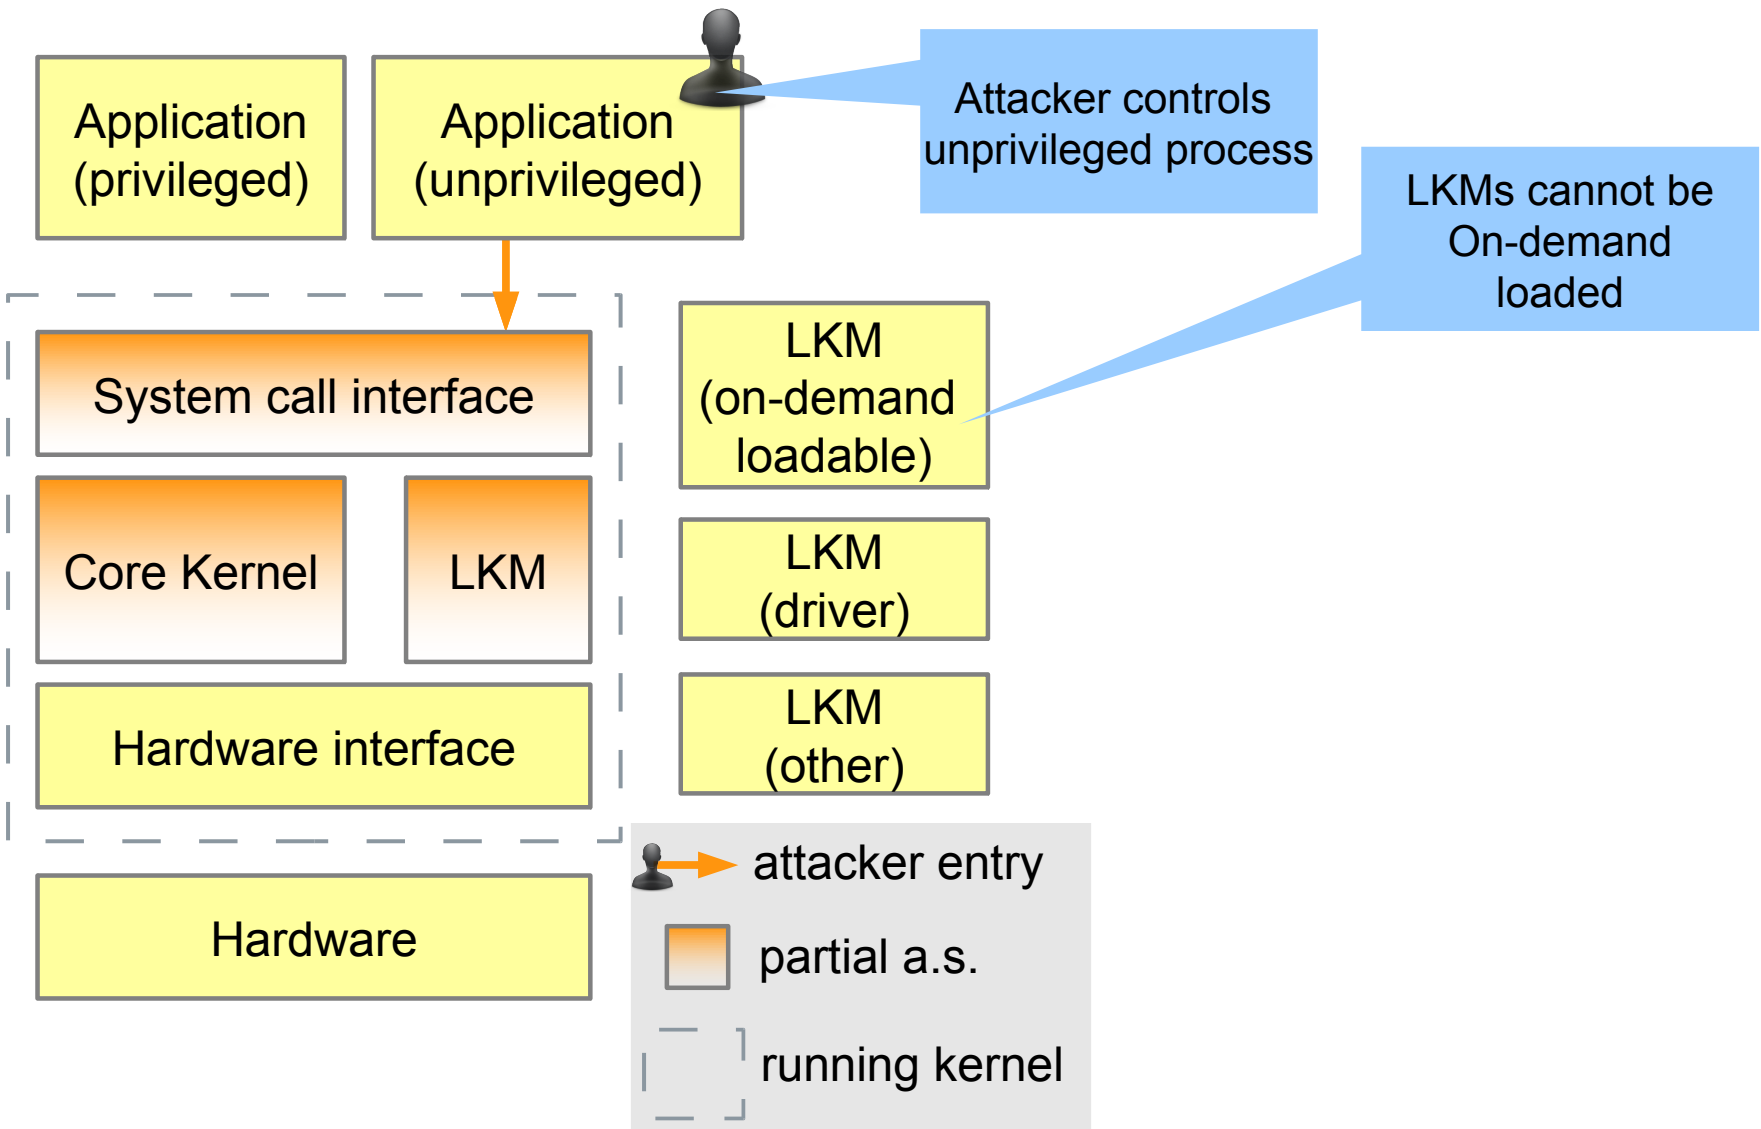 Application
(privileged)
Application
(unprivileged)
Attacker controls
unprivileged process
LKMs cannot be
On-demand
loaded
System call interface
LKM
(on-demand
loadable)
Core Kernel
LKM
LKM
(driver)
Hardware interface
LKM
(other)
Hardware
attacker entry
partial a.s.
running kernel